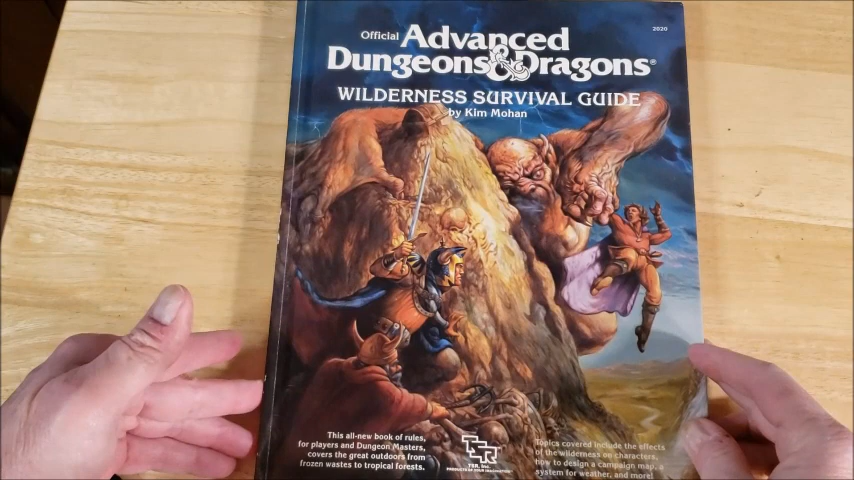 2020
Official Advanced
Dungeons & Dragons®
WILDERNESS SURVIVAL GUIDE
by Kim Mohan
This all-new book of rules,
for players and Dungeon Masters,
covers the great outdoors from
frozen wastes to tropical forests.
TSR
TSR, Inc.
PRODUCTS OF YOUR IMAGINATION™
Topics covered include the effects
of the wilderness on characters,
how to design a campaign map, a
system for weather, and more!